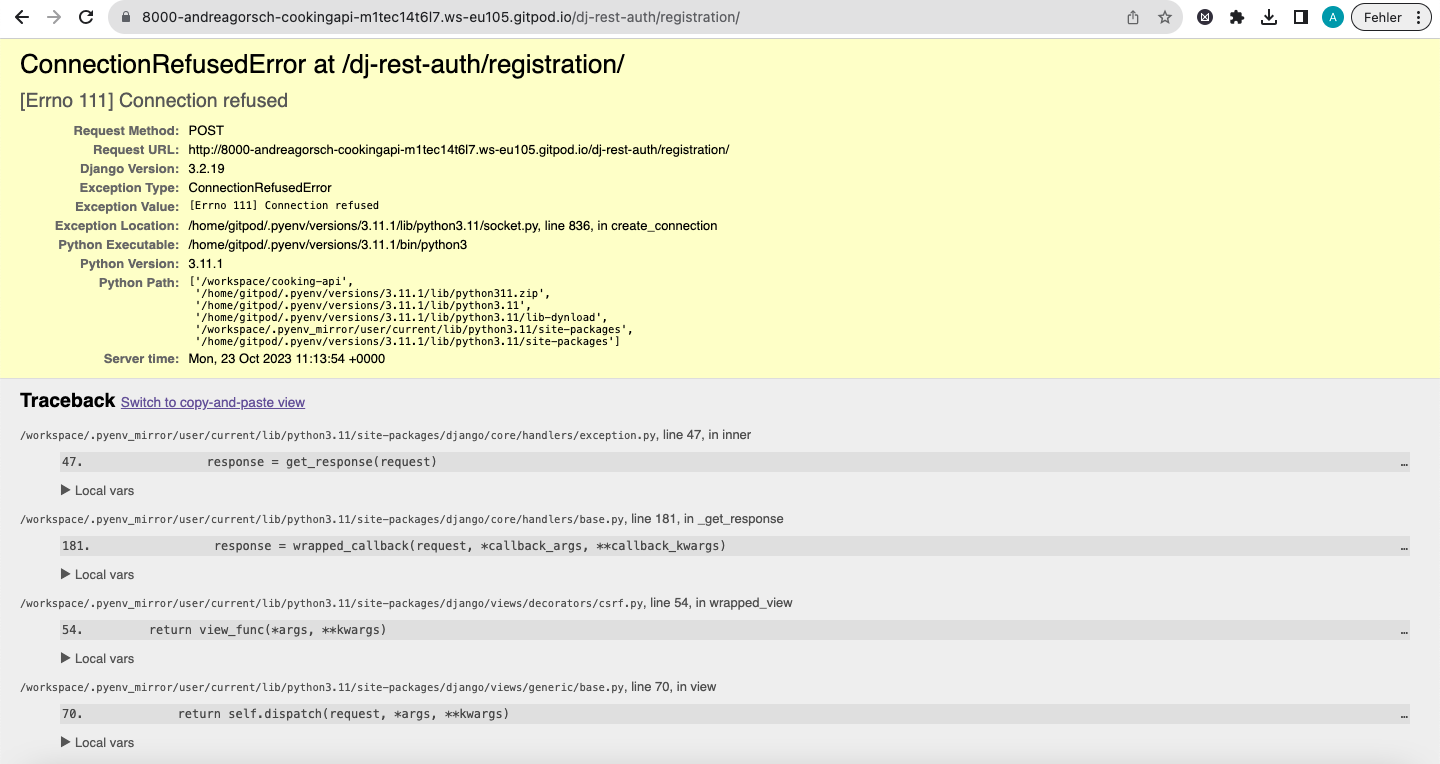 8000-andreagorsch-cookingapi-m1tec14t6l7.ws-eu105.gitpod.io/dj-rest-auth/registration/
A
Fehler
ConnectionRefusedError at /dj-rest-auth/registration/
[Errno 111] Connection refused
Request Method: POST
Request URL: http://8000-andreagorsch-cookingapi-m1tec14t6l7.ws-eu105.gitpod.io/dj-rest-auth/registration/
Django Version: 3.2.19
Exception Type: ConnectionRefusedError
Exception Value: [Errno 111] Connection refused
Exception Location: /home/gitpod/.pyenv/versions/3.11.1/lib/python3.11/socket.py, line 836, in create_connection
Python Executable: /home/gitpod/.pyenv/versions/3.11.1/bin/python3
Python Version: 3.11.1
Python Path: ['/workspace/cooking-api',
'/home/gitpod/.pyenv/versions/3.11.1/lib/python311.zip',
'/home/gitpod/.pyenv/versions/3.11.1/lib/python3.11',
'/home/gitpod/.pyenv/versions/3.11.1/lib/python3.11/lib-dynload',
'/workspace/.pyenv_mirror/user/current/lib/python3.11/site-packages',
'/home/gitpod/.pyenv/versions/3.11.1/lib/python3.11/site-packages']
Server time: Mon, 23 Oct 2023 11:13:54 +0000
Traceback Switch to copy-and-paste view
/workspace/.pyenv_mirror/user/current/lib/python3.11/site-packages/django/core/handlers/exception.py, line 47, in inner
47. response = get_response(request) …
▶ Local vars
/workspace/.pyenv_mirror/user/current/lib/python3.11/site-packages/django/core/handlers/base.py, line 181, in _get_response
181. response = wrapped_callback(request, *callback_args, **callback_kwargs) …
▶ Local vars
/workspace/.pyenv_mirror/user/current/lib/python3.11/site-packages/django/views/decorators/csrf.py, line 54, in wrapped_view
54. return view_func(*args, **kwargs) …
▶ Local vars
/workspace/.pyenv_mirror/user/current/lib/python3.11/site-packages/django/views/generic/base.py, line 70, in view
70. return self.dispatch(request, *args, **kwargs) …
▶ Local vars